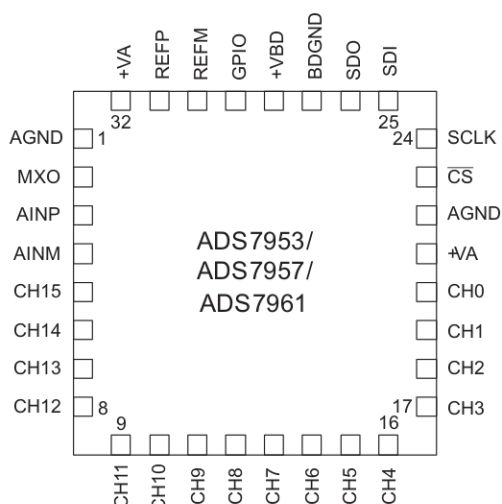 +VA
REFP
REFM
GPIO
+VBD
BDGND
SDO
SDI
32
25
AGND
1
24
SCLK
MXO
CS
AINP
AGND
AINM
+VA
ADS7953/
ADS7957/
ADS7961
CH15
CH0
CH14
CH1
CH13
CH2
CH12
8
17
CH3
9
16
CH11
CH10
CH9
CH8
CH7
CH6
CH5
CH4